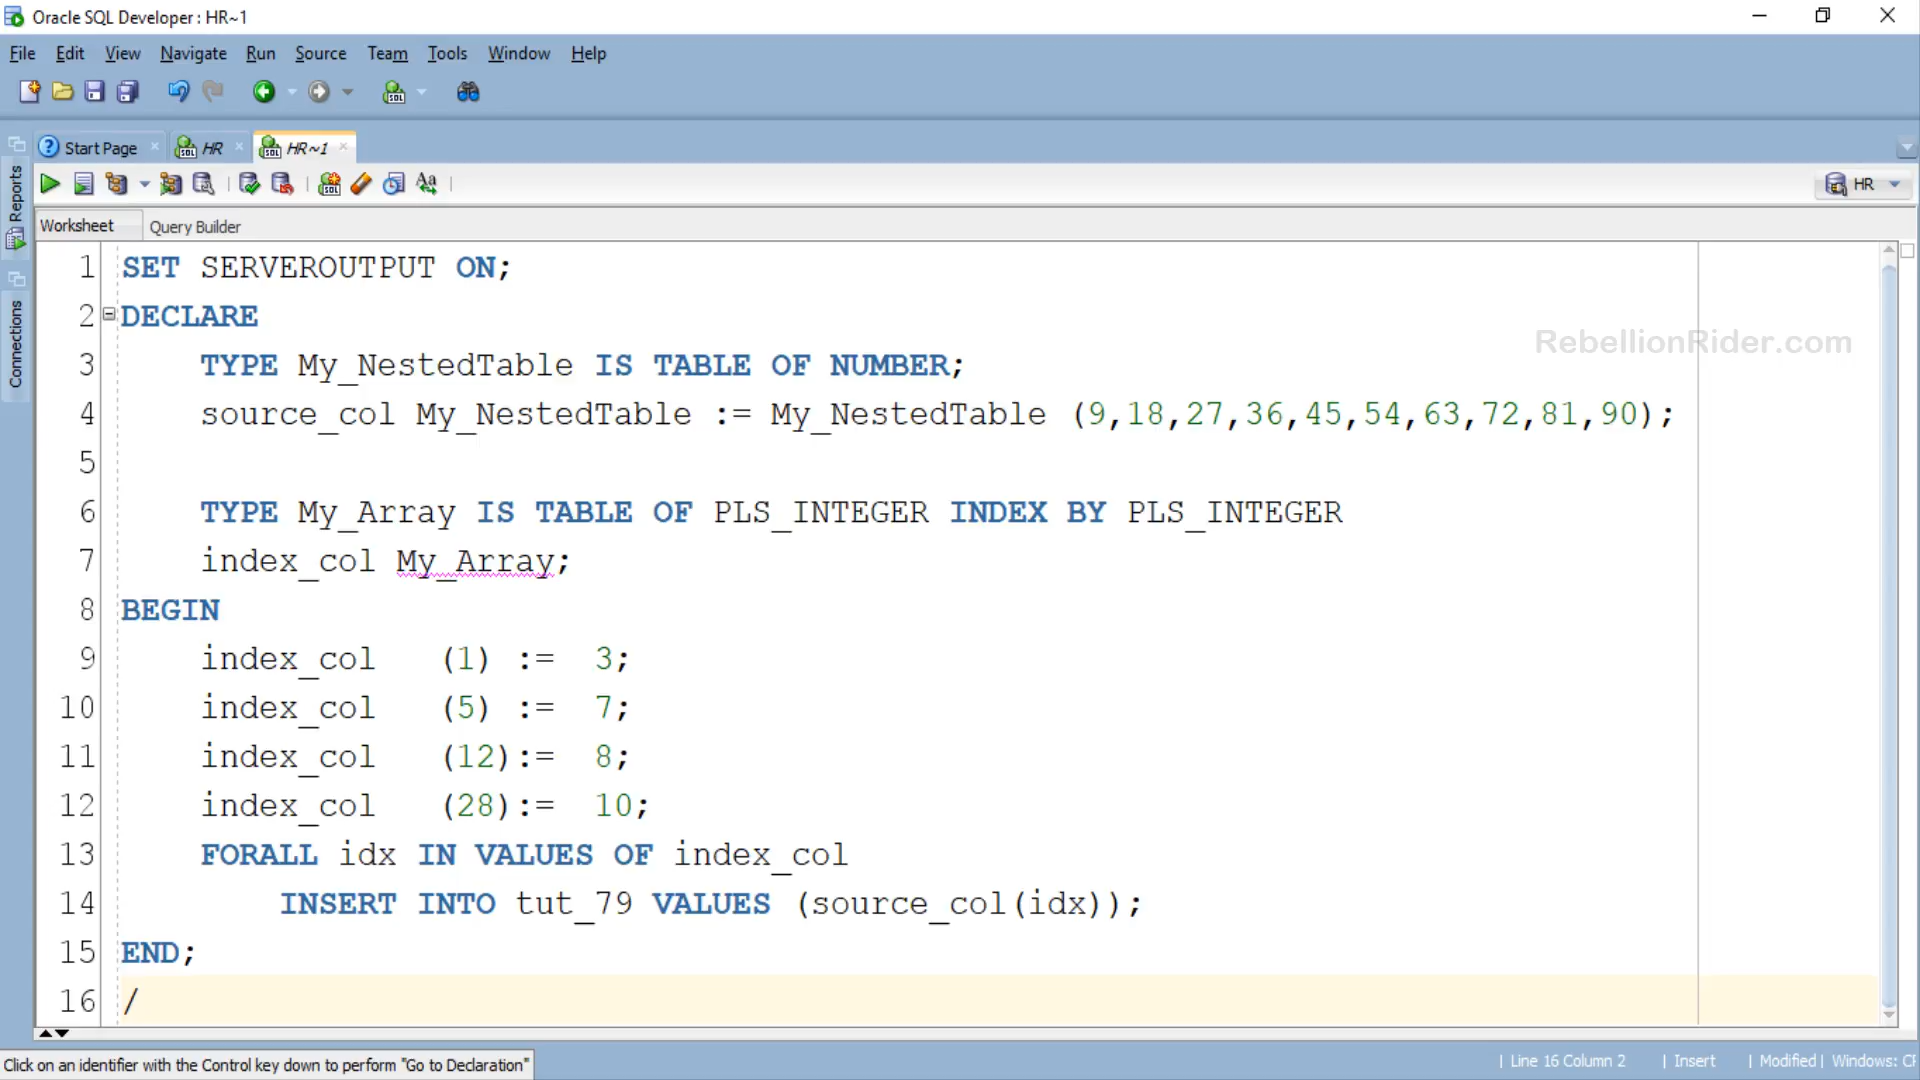 Oracle SQL Developer : HR~1
File Edit View Navigate Run Source Team Tools Window Help
Start Page HR HR~1
HR
Reports
Connections
Worksheet Query Builder
RebellionRider.com
1 SET SERVEROUTPUT ON;
2 DECLARE
3 TYPE My_NestedTable IS TABLE OF NUMBER;
4 source_col My_NestedTable := My_NestedTable (9,18,27,36,45,54,63,72,81,90);
5
6 TYPE My_Array IS TABLE OF PLS_INTEGER INDEX BY PLS_INTEGER
7 index_col My_Array;
8 BEGIN
9 index_col (1) := 3;
10 index_col (5) := 7;
11 index_col (12):= 8;
12 index_col (28):= 10;
13 FORALL idx IN VALUES OF index_col
14 INSERT INTO tut_79 VALUES (source_col(idx));
15 END;
16 /
Click on an identifier with the Control key down to perform "Go to Declaration"
| Line 16 Column 2 | Insert | Modified | Windows: